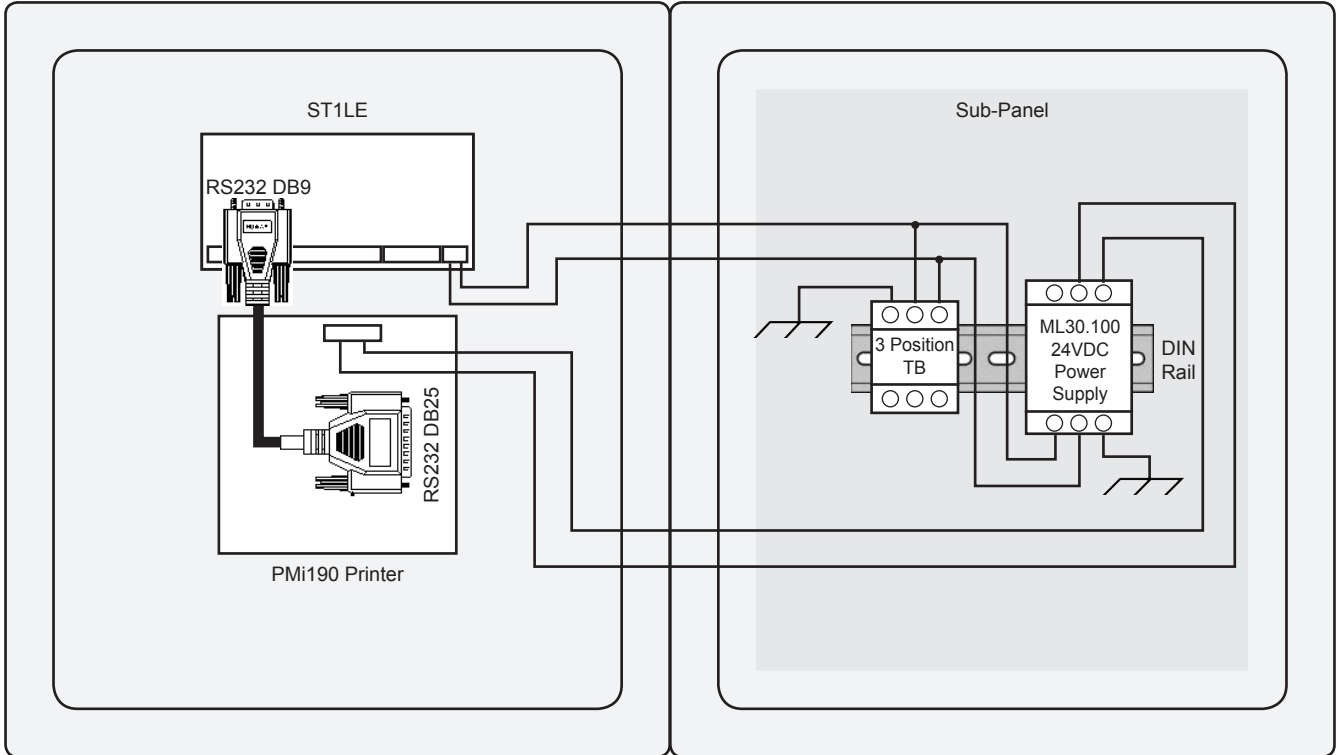 ST1LE
RS232 DB9
RS232 DB25
PMi190 Printer
Sub-Panel
3 Position
TB
ML30.100
24VDC
Power
Supply
DIN
Rail